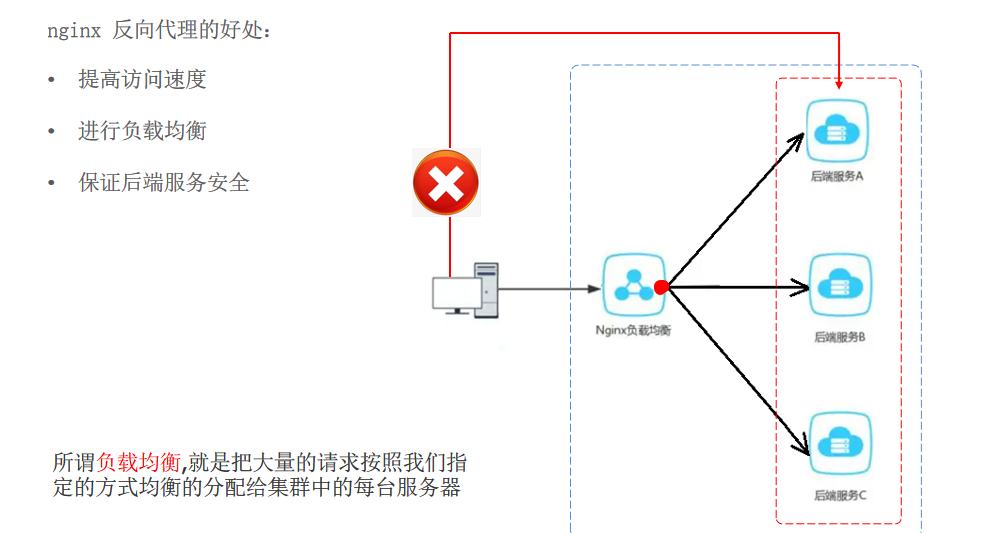 nginx 反向代理的好处:
• 提高访问速度
• 进行负载均衡
• 保证后端服务安全
后端服务A
Nginx负载均衡
后端服务B
所谓负载均衡,就是把大量的请求按照我们指
定的方式均衡的分配给集群中的每台服务器
后端服务C